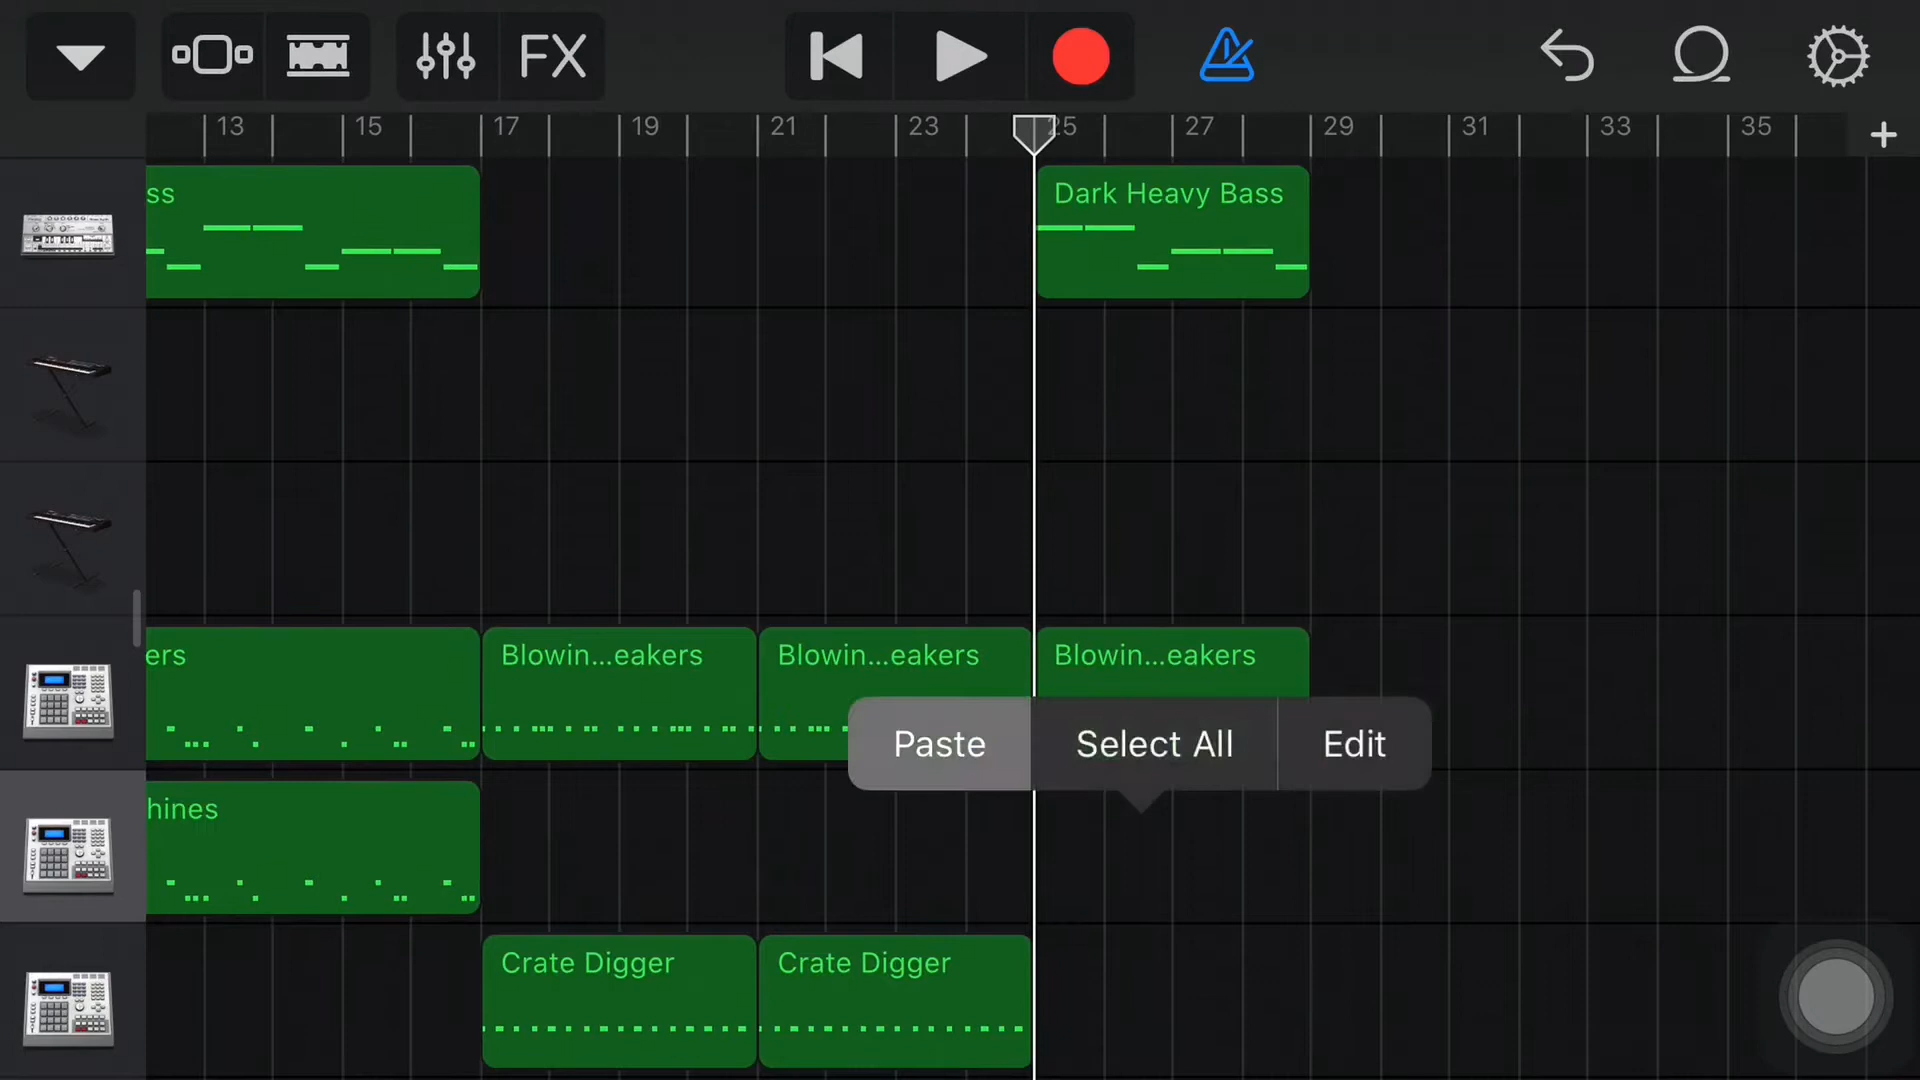 FX
13 15 17 19 21 23 25 27 29 31 33 35 +
ss
Dark Heavy Bass
ers
Blowin...eakers
Blowin...eakers
Blowin...eakers
Paste
Select All
Edit
hines
Crate Digger
Crate Digger